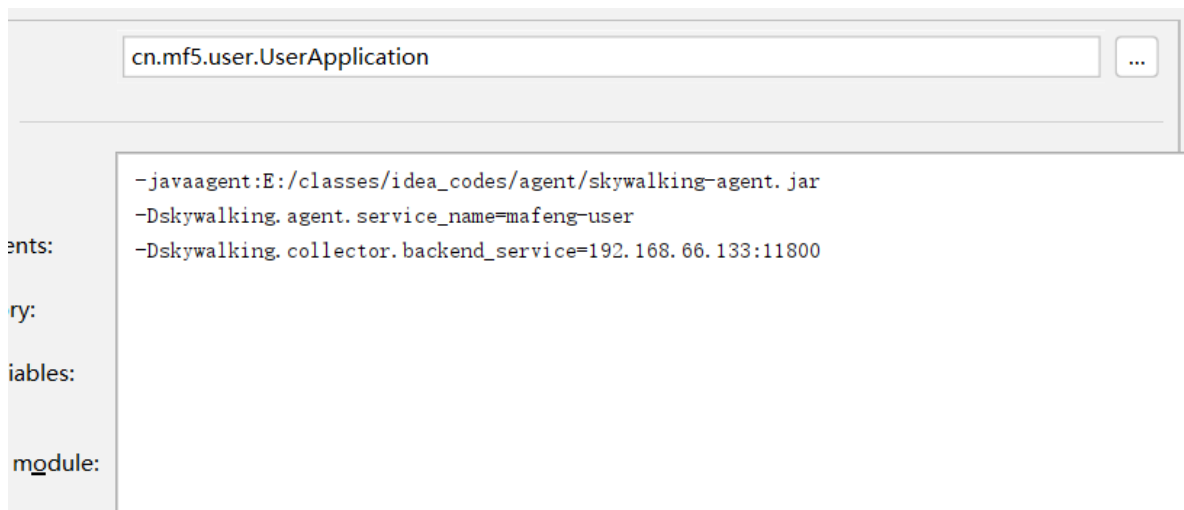 cn.mf5.user.UserApplication
...
-javaagent:E:/classes/idea_codes/agent/skywalking-agent.jar
-Dskywalking.agent.service_name=mafeng-user
-Dskywalking.collector.backend_service=192.168.66.133:11800
ents:
ry:
iables:
module: